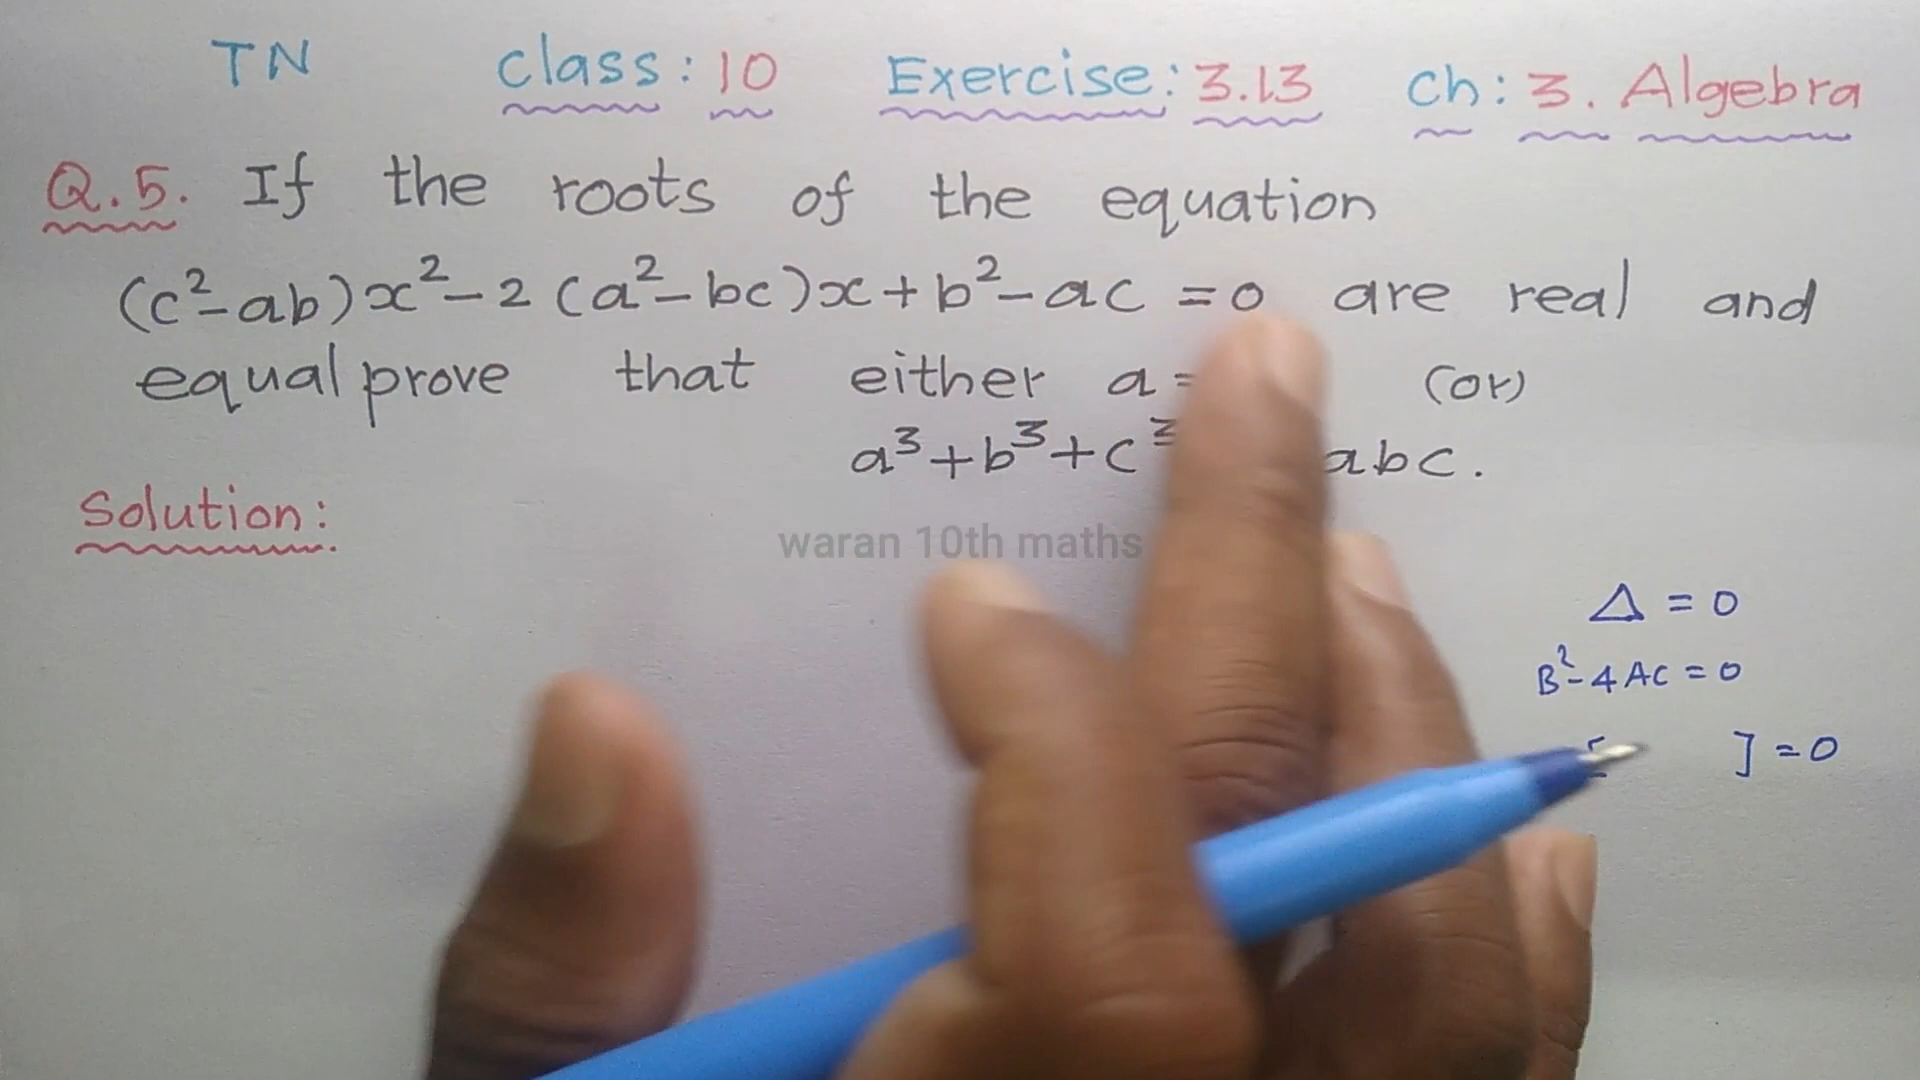 TN Class: 10 Exercise: 3.13 Ch: 3. Algebra
Q.5. If the roots of the equation
(c²-ab)x²-2(a²-bc)x+b²-ac=0 are real and
equal prove that either a= (or)
a³+b³+c³ abc.
Solution:
waran 10th maths
Δ = 0
B²-4AC=0
[ ]=0